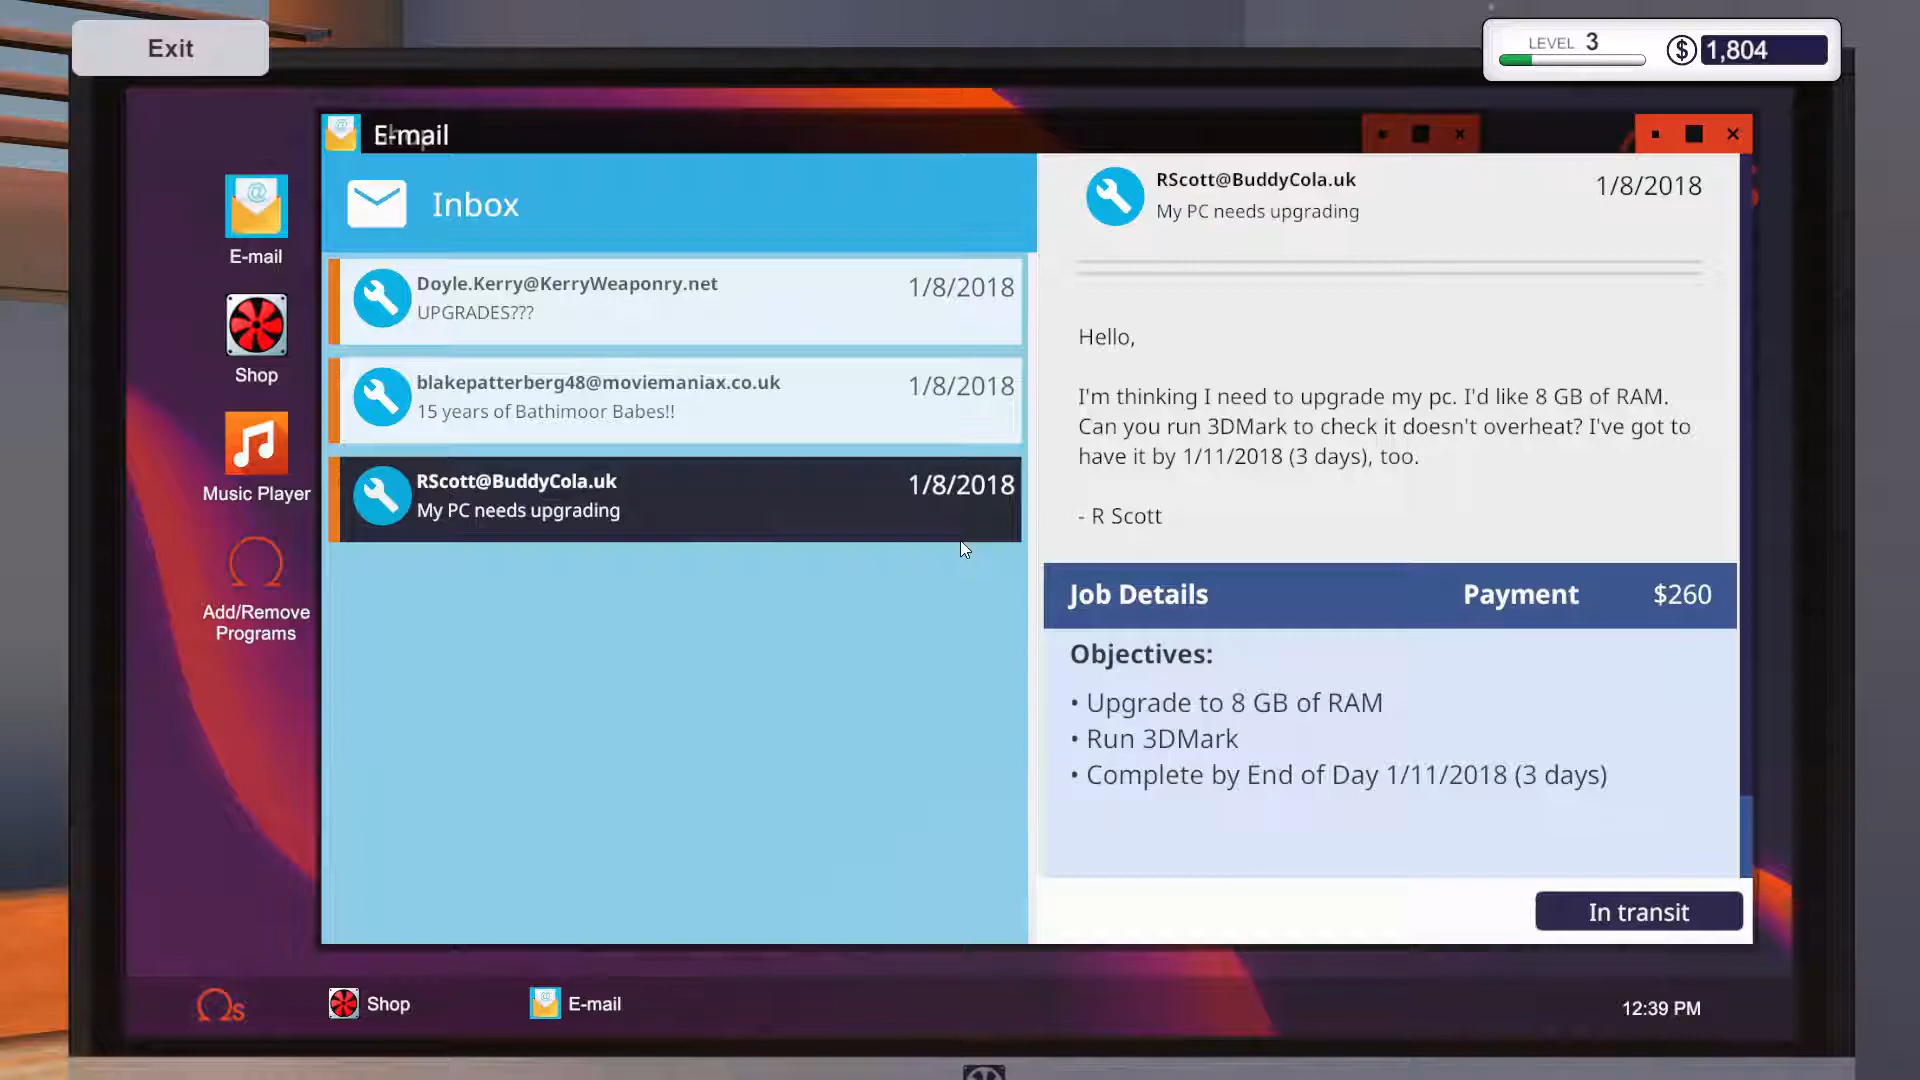 Exit
LEVEL 3
$ 1,804
E-mail
E-mail
Shop
Music Player
Add/Remove
Programs
Inbox
Doyle.Kerry@KerryWeaponry.net
1/8/2018
UPGRADES???
blakepatterberg48@moviemaniax.co.uk
1/8/2018
15 years of Bathimoor Babes!!
RScott@BuddyCola.uk
1/8/2018
My PC needs upgrading
RScott@BuddyCola.uk
1/8/2018
My PC needs upgrading
Hello,
I'm thinking I need to upgrade my pc. I'd like 8 GB of RAM.
Can you run 3DMark to check it doesn't overheat? I've got to
have it by 1/11/2018 (3 days), too.
- R Scott
Job Details Payment $260
Objectives:
• Upgrade to 8 GB of RAM
• Run 3DMark
• Complete by End of Day 1/11/2018 (3 days)
In transit
Ωs
Shop
E-mail
12:39 PM